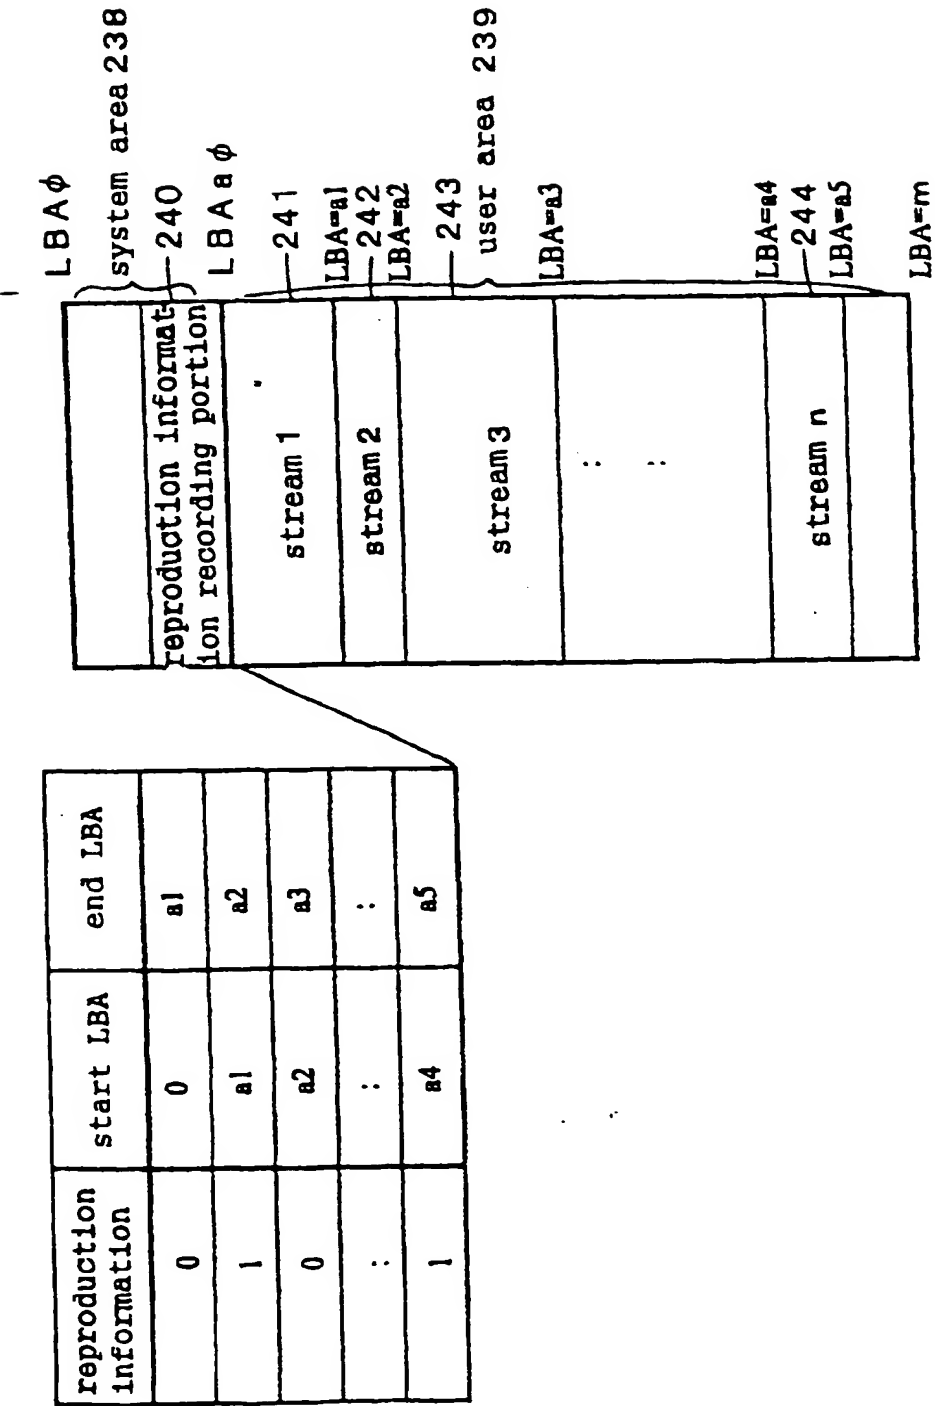 LBAϕ
system area 238
reproduction informat
ion recording portion
240
LBAaϕ
stream 1
241
LBA=a1
stream 2
242
LBA=a2
stream 3
243
user area 239
LBA=a3
:
:
LBA=a4
stream n
244
LBA=a5
LBA=m
reproduction
information
start LBA
end LBA
0
0
a1
1
a1
a2
0
a2
a3
:
:
:
1
a4
a5